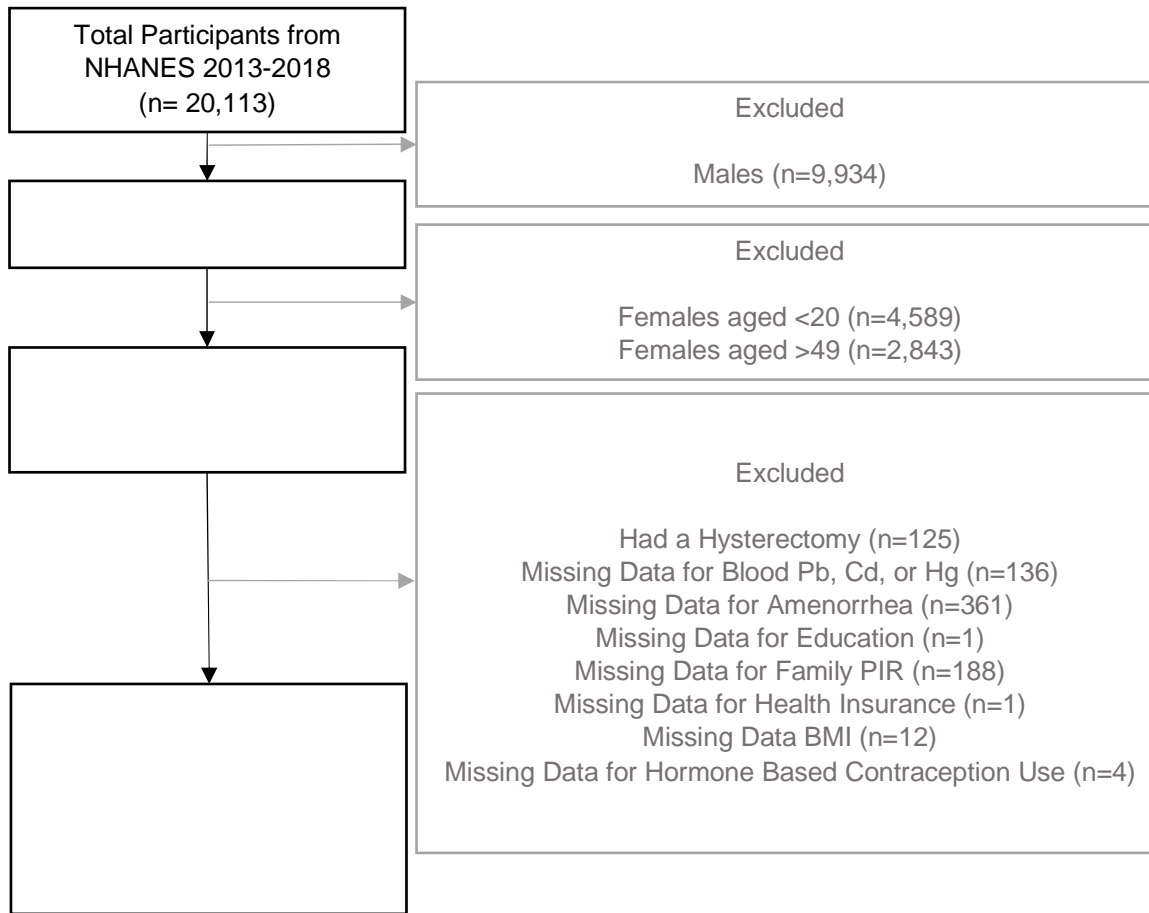 Total Participants from
NHANES 2013-2018
(n= 20,113)
Excluded
Males (n=9,934)
Excluded
Females aged <20 (n=4,589)
Females aged >49 (n=2,843)
Excluded
Had a Hysterectomy (n=125)
Missing Data for Blood Pb, Cd, or Hg (n=136)
Missing Data for Amenorrhea (n=361)
Missing Data for Education (n=1)
Missing Data for Family PIR (n=188)
Missing Data for Health Insurance (n=1)
Missing Data BMI (n=12)
Missing Data for Hormone Based Contraception Use (n=4)